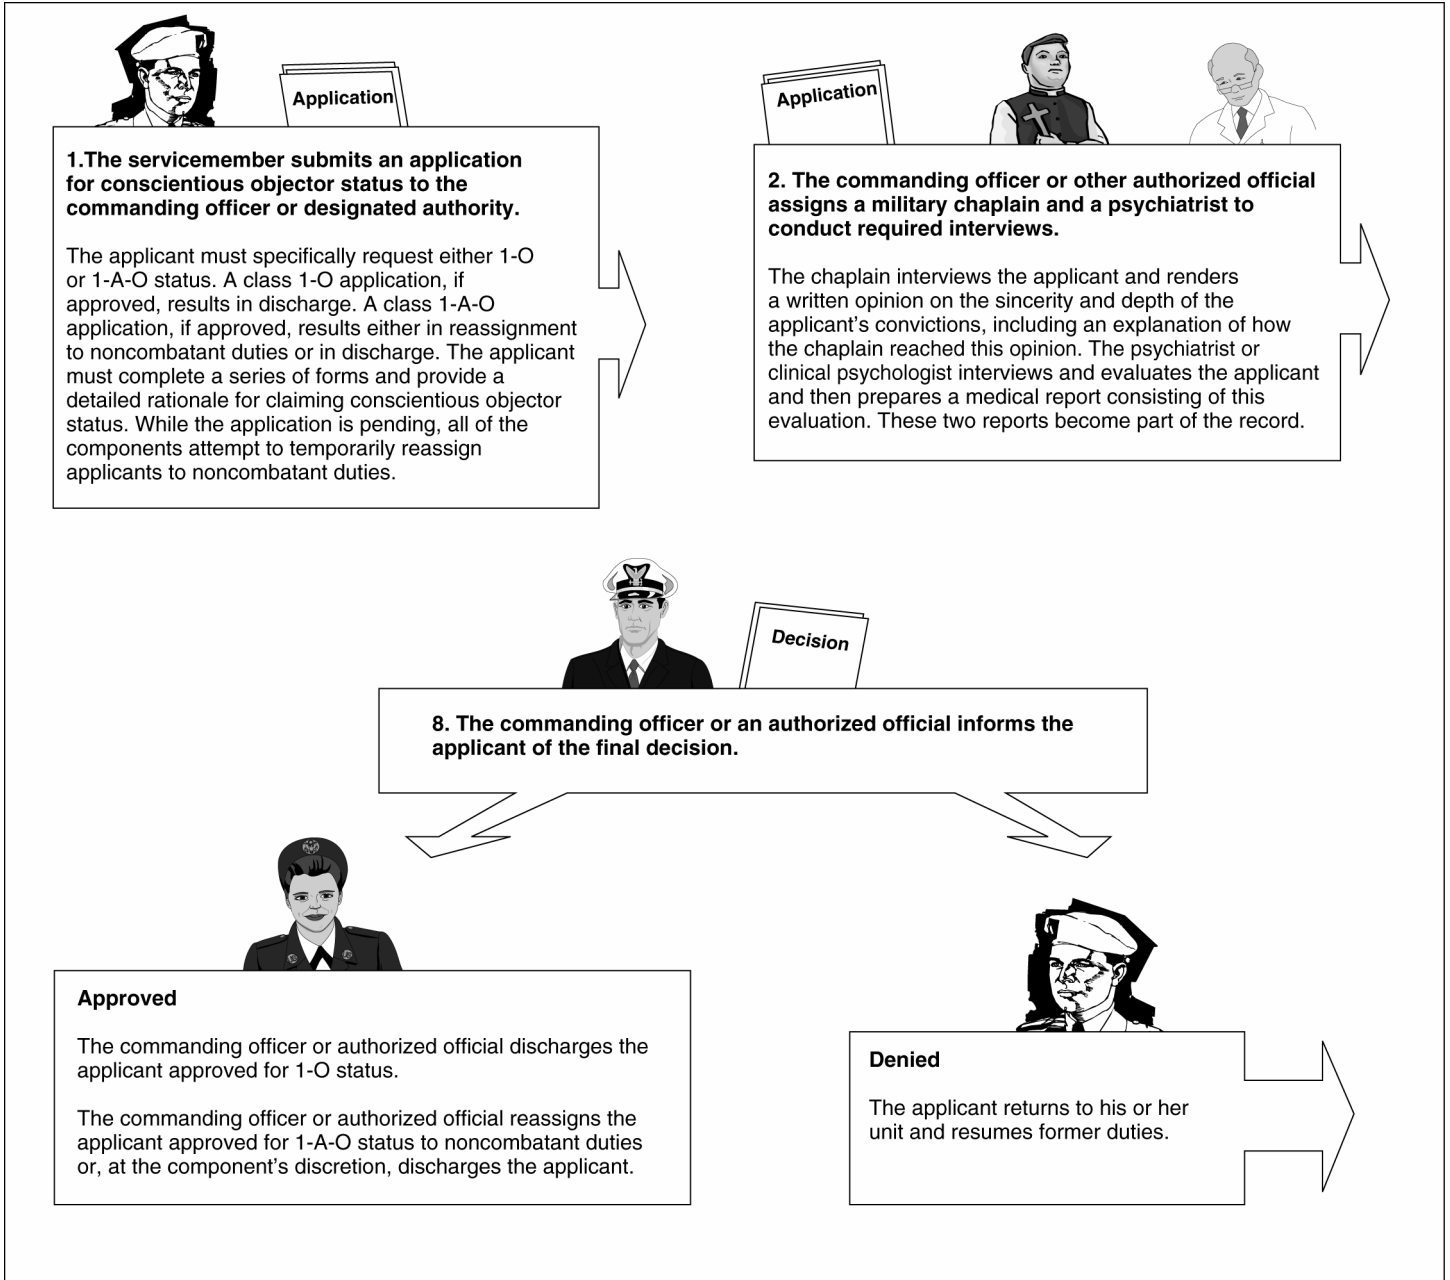 Application
1.The servicemember submits an application
for conscientious objector status to the
commanding officer or designated authority.
The applicant must specifically request either 1-O
or 1-A-O status. A class 1-O application, if
approved, results in discharge. A class 1-A-O
application, if approved, results either in reassignment
to noncombatant duties or in discharge. The applicant
must complete a series of forms and provide a
detailed rationale for claiming conscientious objector
status. While the application is pending, all of the
components attempt to temporarily reassign
applicants to noncombatant duties.
Application
2. The commanding officer or other authorized official
assigns a military chaplain and a psychiatrist to
conduct required interviews.
The chaplain interviews the applicant and renders
a written opinion on the sincerity and depth of the
applicant’s convictions, including an explanation of how
the chaplain reached this opinion. The psychiatrist or
clinical psychologist interviews and evaluates the applicant
and then prepares a medical report consisting of this
evaluation. These two reports become part of the record.
Decision
8. The commanding officer or an authorized official informs the
applicant of the final decision.
Approved
The commanding officer or authorized official discharges the
applicant approved for 1-O status.
The commanding officer or authorized official reassigns the
applicant approved for 1-A-O status to noncombatant duties
or, at the component’s discretion, discharges the applicant.
Denied
The applicant returns to his or her
unit and resumes former duties.